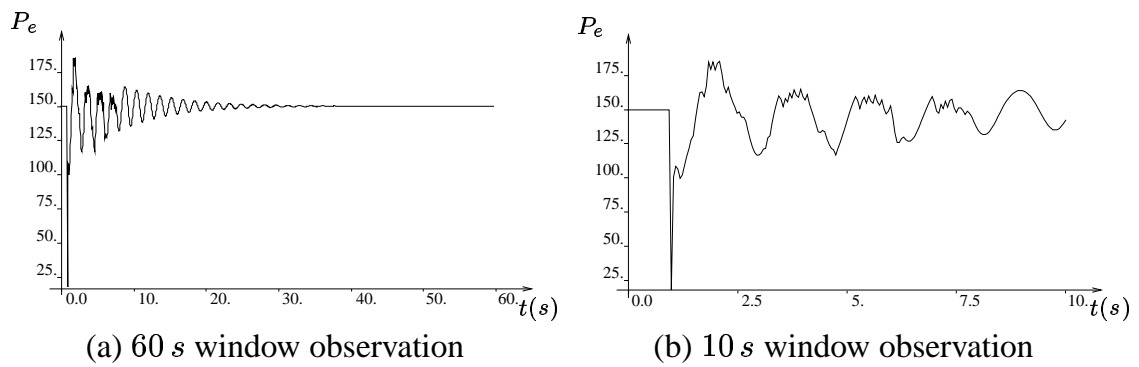 P_e
175.
150.
125.
100.
75.
50.
25.
0.0 10. 20. 30. 40. 50. 60. t(s)
(a) 60 s window observation
P_e
175.
150.
125.
100.
75.
50.
25.
0.0 2.5 5. 7.5 10. t(s)
(b) 10 s window observation